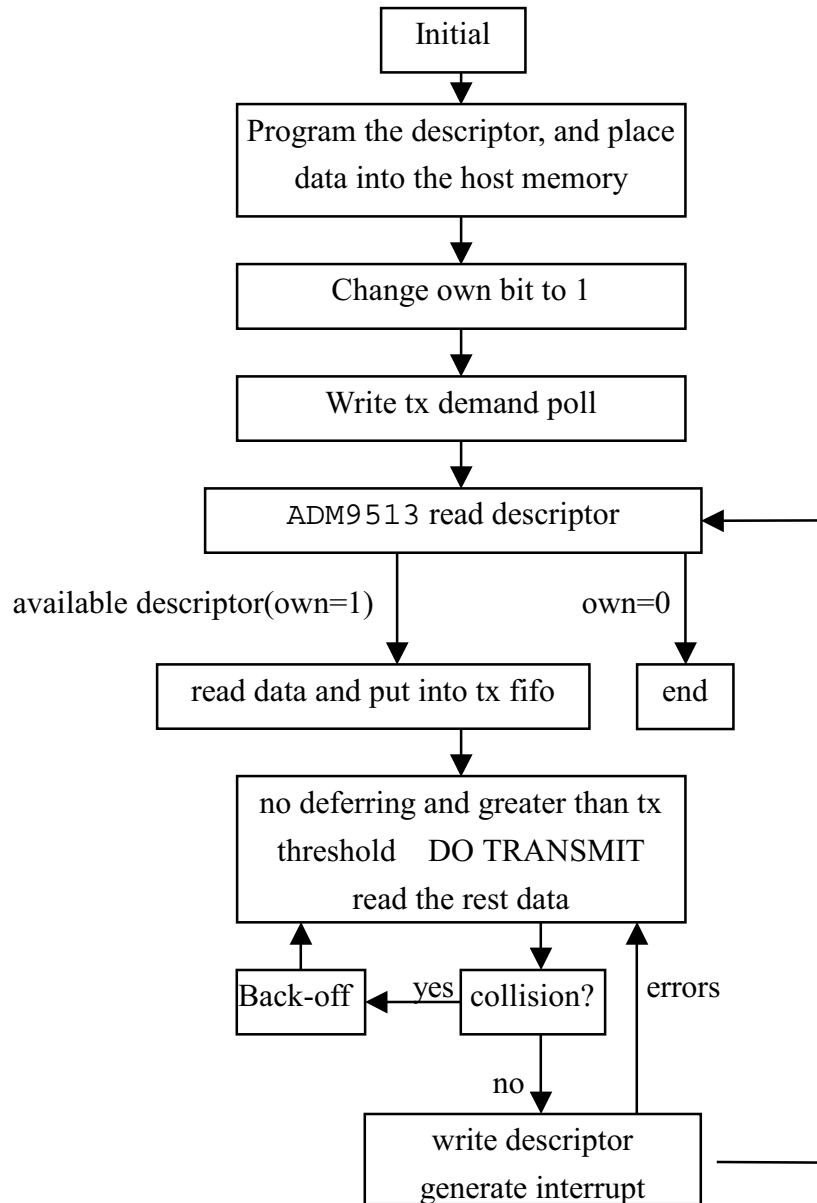 Initial
Program the descriptor, and place
data into the host memory
Change own bit to 1
Write tx demand poll
ADM9513 read descriptor
available descriptor(own=1)
own=0
read data and put into tx fifo
end
no deferring and greater than tx
threshold DO TRANSMIT
read the rest data
Back-off
yes
collision?
errors
no
write descriptor
generate interrupt